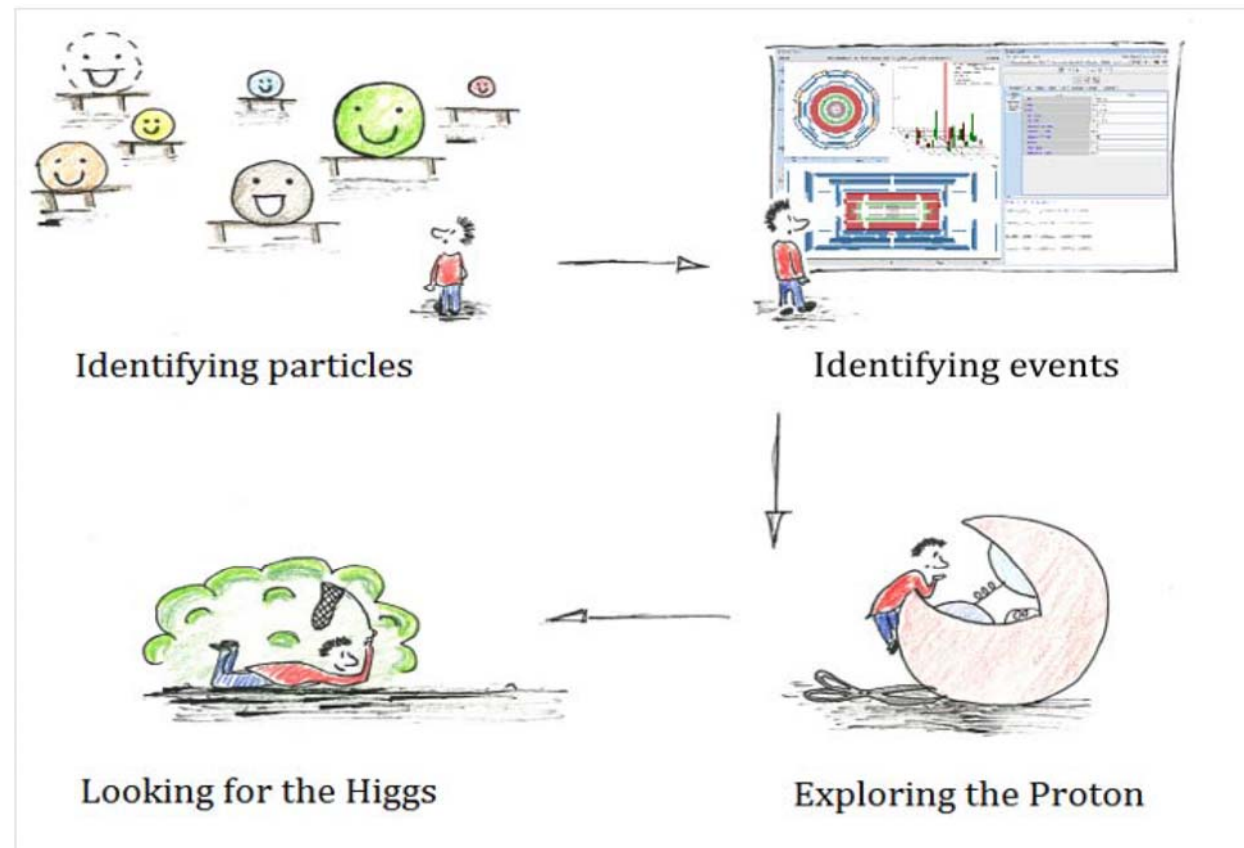 Identifying particles
Identifying events
Looking for the Higgs
Exploring the Proton